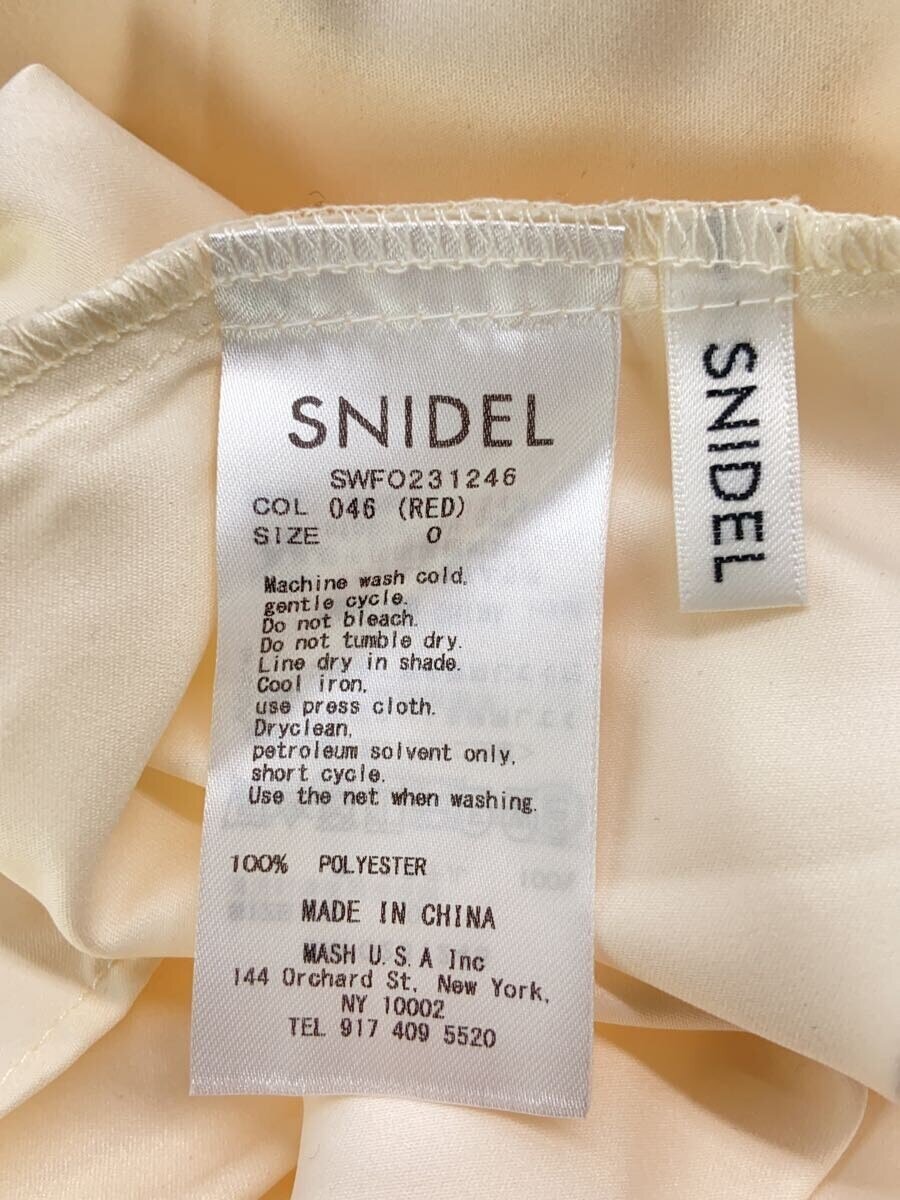 SNIDEL
SWFO231246
COL 046 (RED)
SIZE 0
Machine wash cold,
gentle cycle.
Do not bleach.
Do not tumble dry.
Line dry in shade.
Cool iron,
use press cloth.
Dryclean,
petroleum solvent only,
short cycle.
Use the net when washing.
100% POLYESTER
MADE IN CHINA
MASH U.S.A Inc
144 Orchard St, New York,
NY 10002
TEL 917 409 5520
SNIDEL